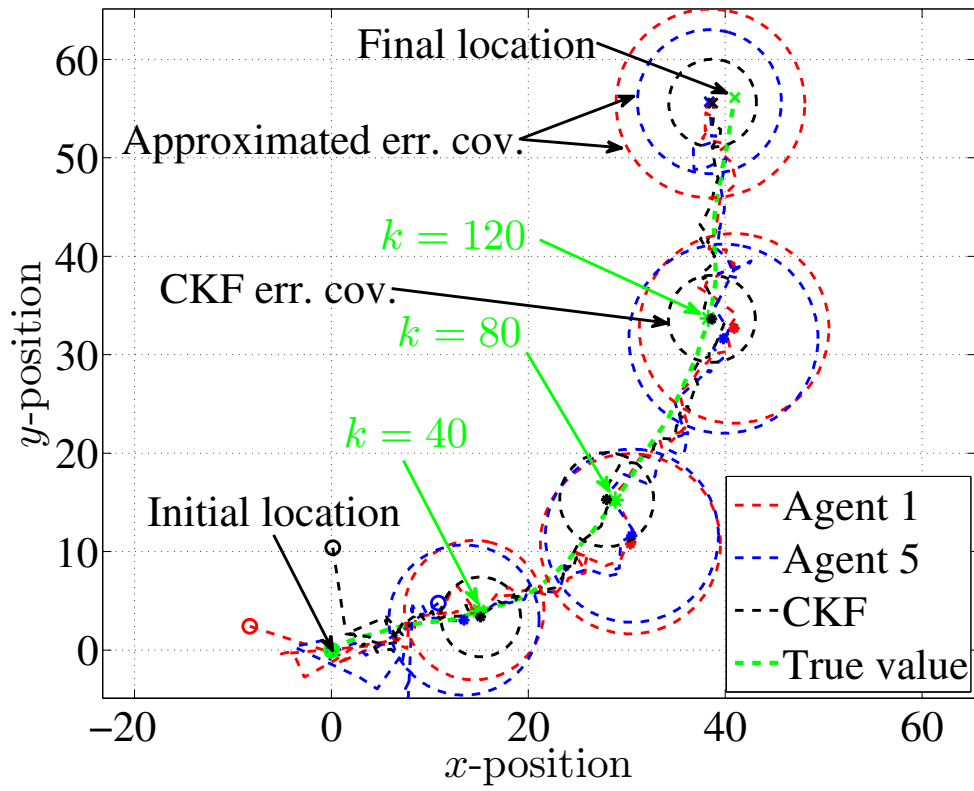 60
50
40
30
20
10
0
−20
0
20
40
60
y-position
x-position
Final location
Approximated err. cov.
k = 120
CKF err. cov.
k = 80
k = 40
Initial location
Agent 1
Agent 5
CKF
True value